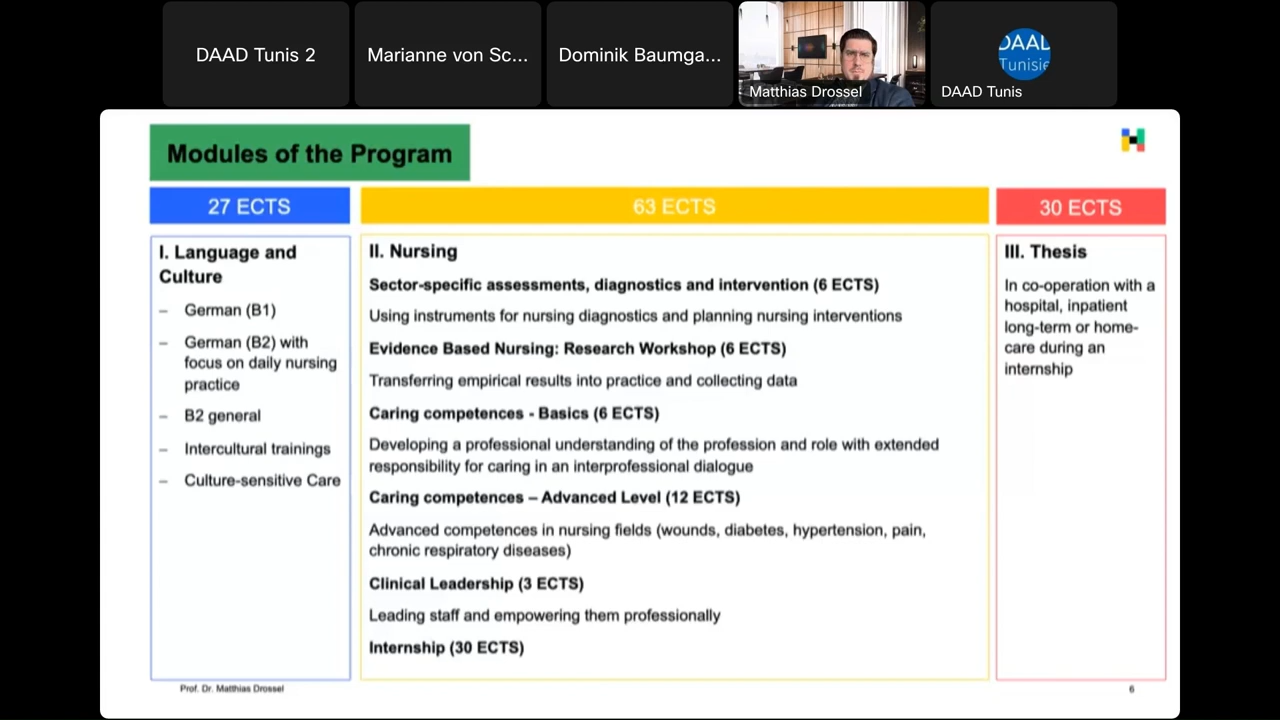 DAAD Tunis 2
Marianne von Sc...
Dominik Baumga...
Matthias Drossel
DAAD Tunisie
DAAD Tunis
Modules of the Program
27 ECTS
63 ECTS
30 ECTS
I. Language and
Culture
– German (B1)
– German (B2) with
focus on daily nursing
practice
– B2 general
– Intercultural trainings
– Culture-sensitive Care
II. Nursing
Sector-specific assessments, diagnostics and intervention (6 ECTS)
Using instruments for nursing diagnostics and planning nursing interventions
Evidence Based Nursing: Research Workshop (6 ECTS)
Transferring empirical results into practice and collecting data
Caring competences - Basics (6 ECTS)
Developing a professional understanding of the profession and role with extended
responsibility for caring in an interprofessional dialogue
Caring competences – Advanced Level (12 ECTS)
Advanced competences in nursing fields (wounds, diabetes, hypertension, pain,
chronic respiratory diseases)
Clinical Leadership (3 ECTS)
Leading staff and empowering them professionally
Internship (30 ECTS)
III. Thesis
In co-operation with a
hospital, inpatient
long-term or home-
care during an
internship
Prof. Dr. Matthias Drossel
6